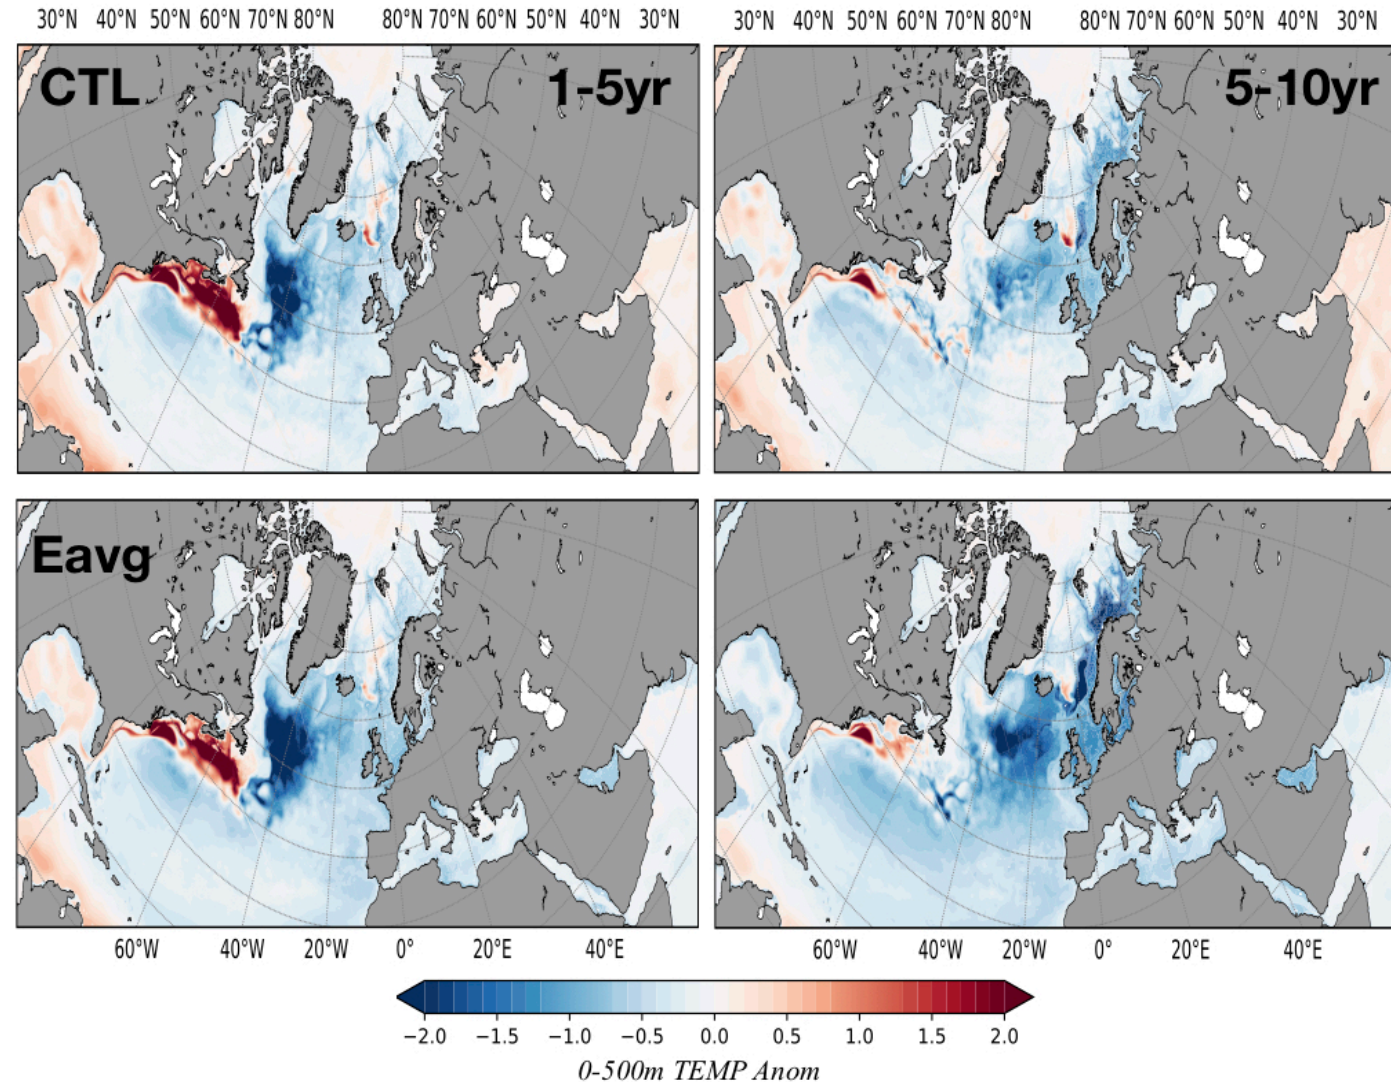 30°N 40°N 50°N 60°N 70°N 80°N 80°N 70°N 60°N 50°N 40°N 30°N 30°N 40°N 50°N 60°N 70°N 80°N 80°N 70°N 60°N 50°N 40°N 30°N
CTL 1-5yr 5-10yr
Eavg
60°W 40°W 20°W 0° 20°E 40°E 60°W 40°W 20°W 0° 20°E 40°E
−2.0 −1.5 −1.0 −0.5 0.0 0.5 1.0 1.5 2.0
0-500m TEMP Anom